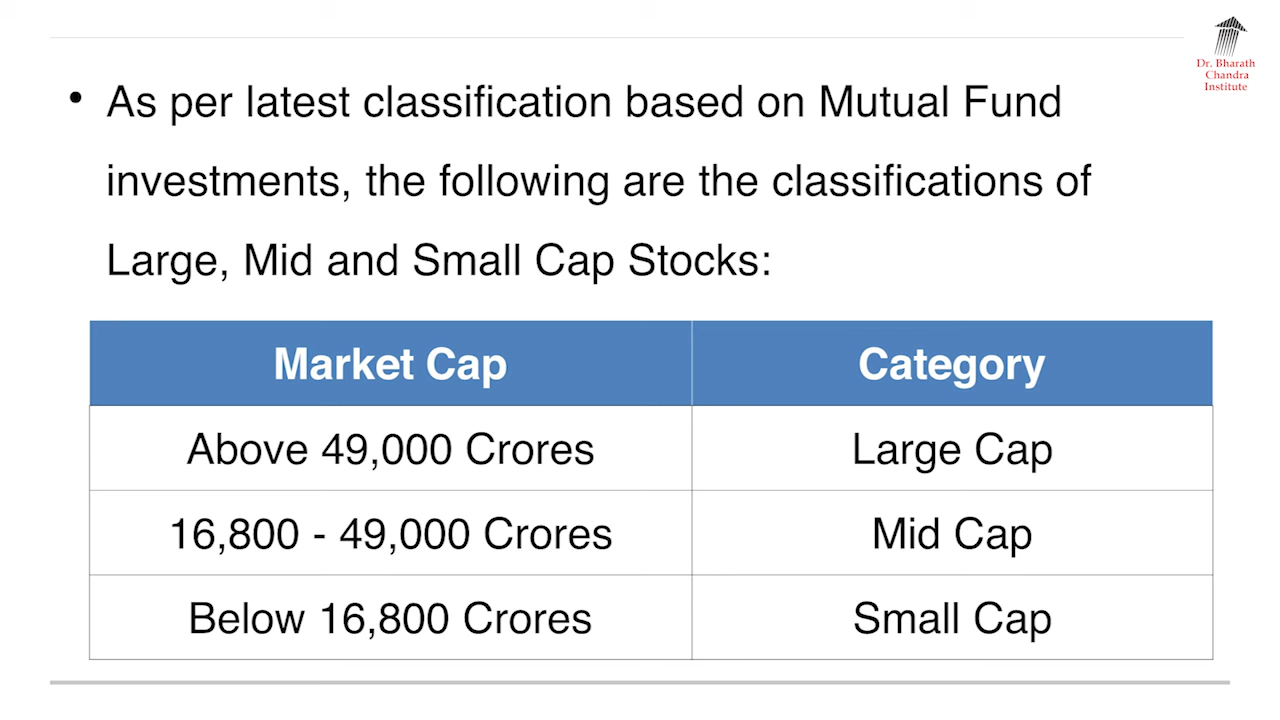 Dr. Bharath
Chandra
Institute
• As per latest classification based on Mutual Fund
investments, the following are the classifications of
Large, Mid and Small Cap Stocks:
Market Cap Category
Above 49,000 Crores Large Cap
16,800 - 49,000 Crores Mid Cap
Below 16,800 Crores Small Cap